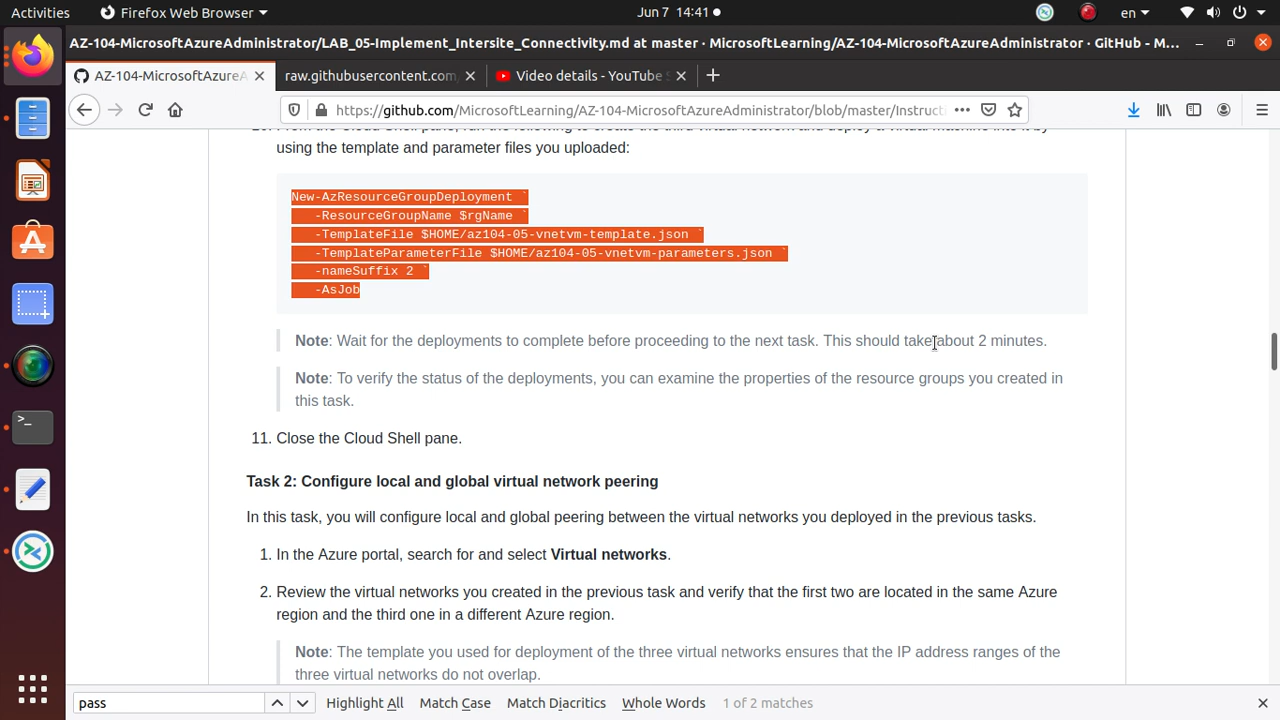 Activities
Firefox Web Browser
Jun 7 14:41
en
AZ-104-MicrosoftAzureAdministrator/LAB_05-Implement_Intersite_Connectivity.md at master · MicrosoftLearning/AZ-104-MicrosoftAzureAdministrator · GitHub - M...
AZ-104-MicrosoftAzureA
raw.githubusercontent.com
Video details - YouTube
https://github.com/MicrosoftLearning/AZ-104-MicrosoftAzureAdministrator/blob/master/Instructi
using the template and parameter files you uploaded:
New-AzResourceGroupDeployment `
-ResourceGroupName $rgName `
-TemplateFile $HOME/az104-05-vnetvm-template.json `
-TemplateParameterFile $HOME/az104-05-vnetvm-parameters.json `
-nameSuffix 2 `
-AsJob
Note: Wait for the deployments to complete before proceeding to the next task. This should take about 2 minutes.
Note: To verify the status of the deployments, you can examine the properties of the resource groups you created in
this task.
11. Close the Cloud Shell pane.
Task 2: Configure local and global virtual network peering
In this task, you will configure local and global peering between the virtual networks you deployed in the previous tasks.
1. In the Azure portal, search for and select Virtual networks.
2. Review the virtual networks you created in the previous task and verify that the first two are located in the same Azure
region and the third one in a different Azure region.
Note: The template you used for deployment of the three virtual networks ensures that the IP address ranges of the
three virtual networks do not overlap.
pass
Highlight All
Match Case
Match Diacritics
Whole Words
1 of 2 matches